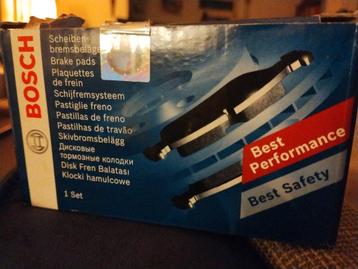 BOSCH
Scheiben-
bremsbeläge
Brake pads
Plaquettes
de frein
Schijfremsysteem
Pastiglie freno
Pastillas de freno
Pastilhas de travão
Skivbromsbelägg
Дисковые
тормозные колодки
Disk Fren Balatası
Klocki hamulcowe
1 Set
Best
Performance
Best Safety